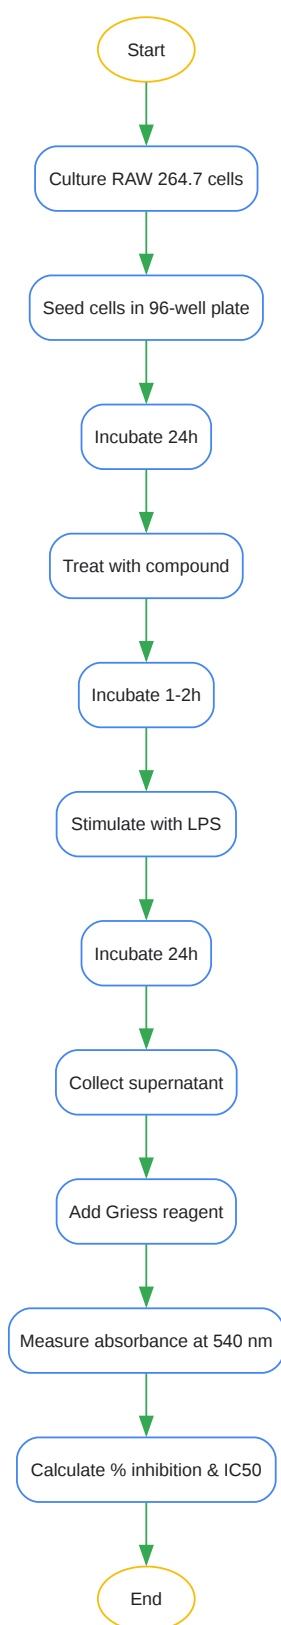 Start
Culture RAW 264.7 cells
Seed cells in 96-well plate
Incubate 24h
Treat with compound
Incubate 1-2h
Stimulate with LPS
Incubate 24h
Collect supernatant
Add Griess reagent
Measure absorbance at 540 nm
Calculate % inhibition & IC50
End